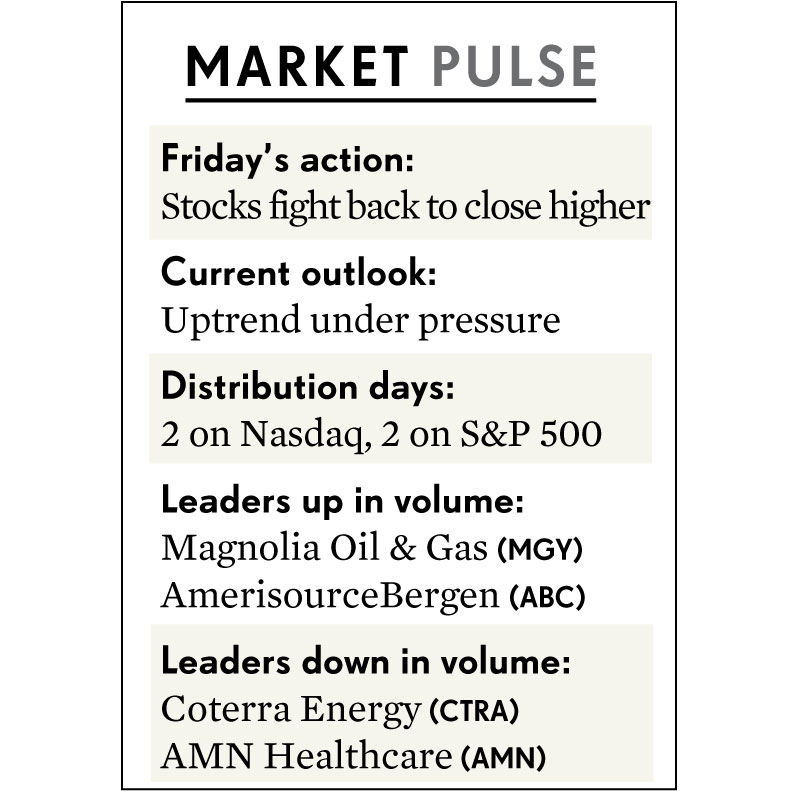 MARKET PULSE
Friday’s action:
Stocks fight back to close higher
Current outlook:
Uptrend under pressure
Distribution days:
2 on Nasdaq, 2 on S&P 500
Leaders up in volume:
Magnolia Oil & Gas (MGY)
AmerisourceBergen (ABC)
Leaders down in volume:
Coterra Energy (CTRA)
AMN Healthcare (AMN)